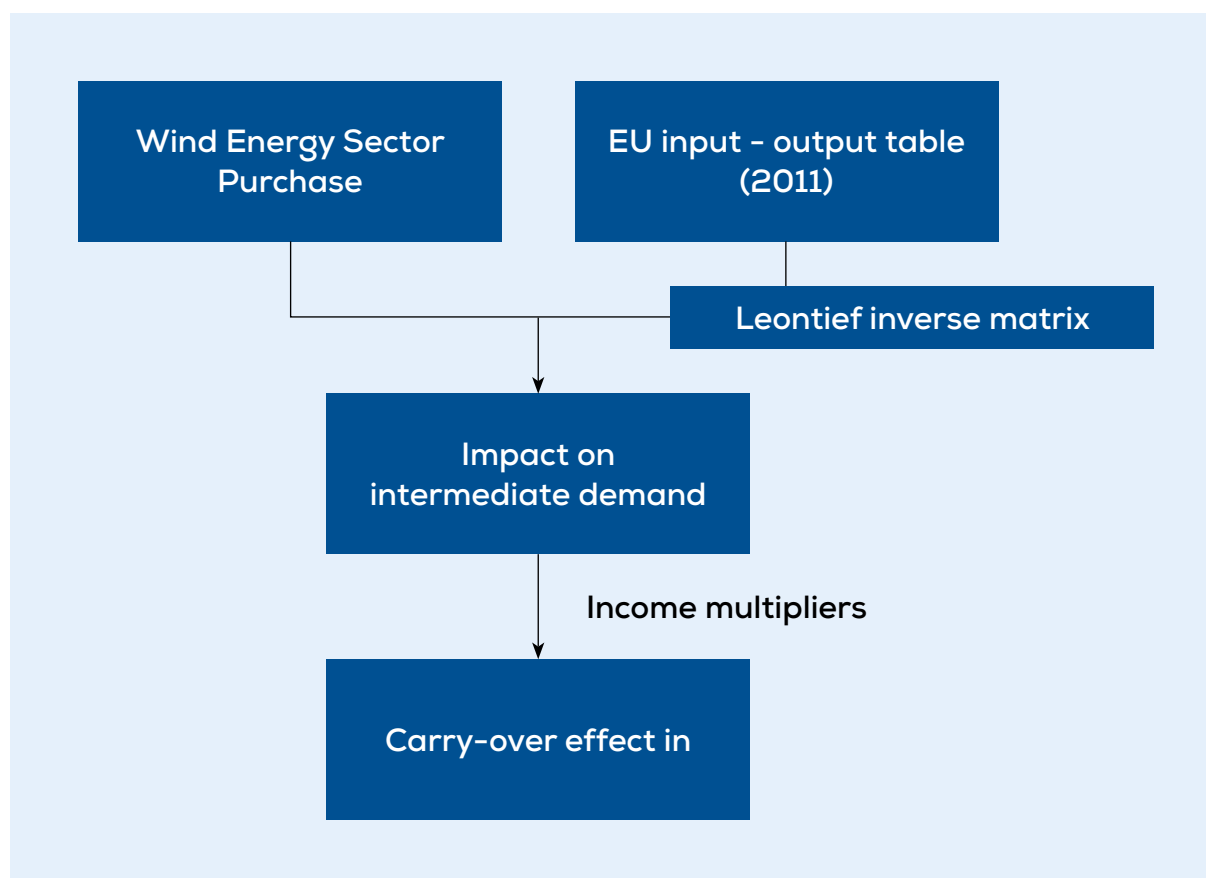 Wind Energy Sector
Purchase
EU input - output table
(2011)
Leontief inverse matrix
Impact on
intermediate demand
Income multipliers
Carry-over effect in